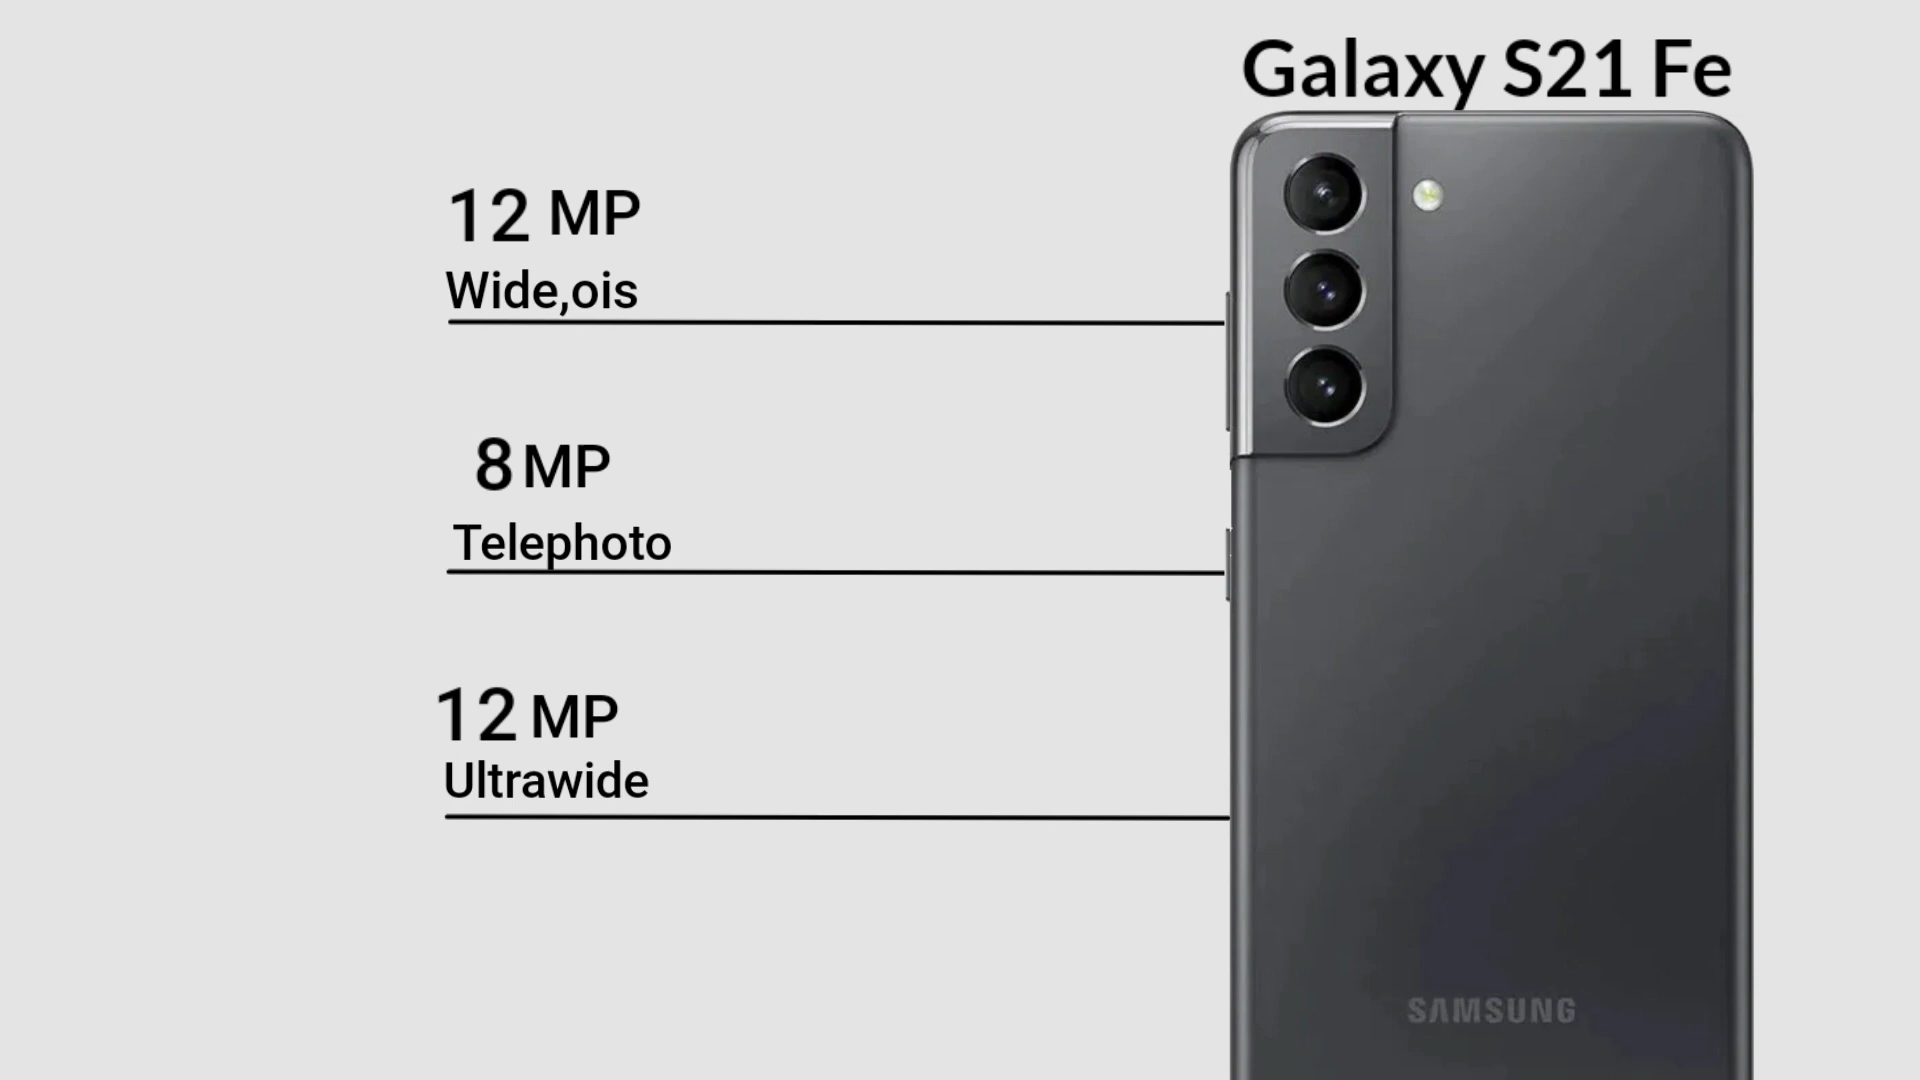 Galaxy S21 Fe
12 MP
Wide,ois
8 MP
Telephoto
12 MP
Ultrawide
SAMSUNG